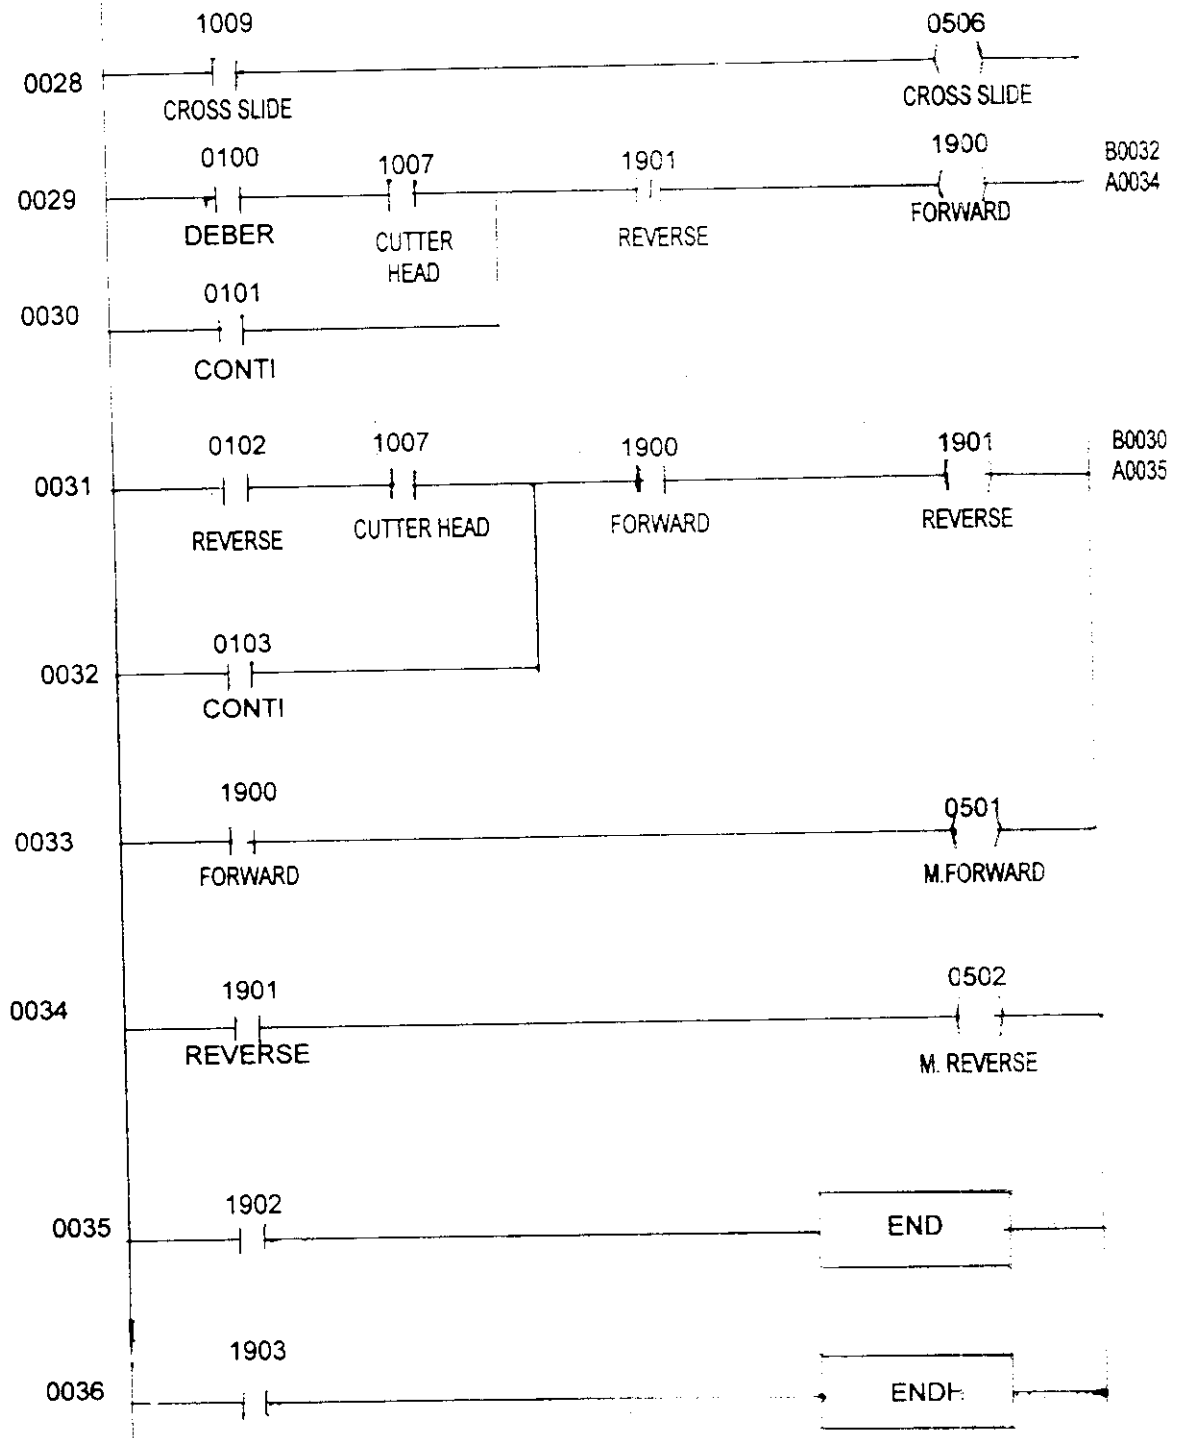 1009 0506
0028
CROSS SLIDE CROSS SLIDE
0100 1007 1901 1900 B0032
0029 A0034
DEBER CUTTER REVERSE FORWARD
HEAD
0101
0030
CONTI
0102 1007 1900 1901 B0030
0031 A0035
REVERSE CUTTER HEAD FORWARD REVERSE
0103
0032
CONTI
1900 0501
0033
FORWARD M.FORWARD
1901 0502
0034
REVERSE M. REVERSE
1902
0035 END
1903
0036 ENDH